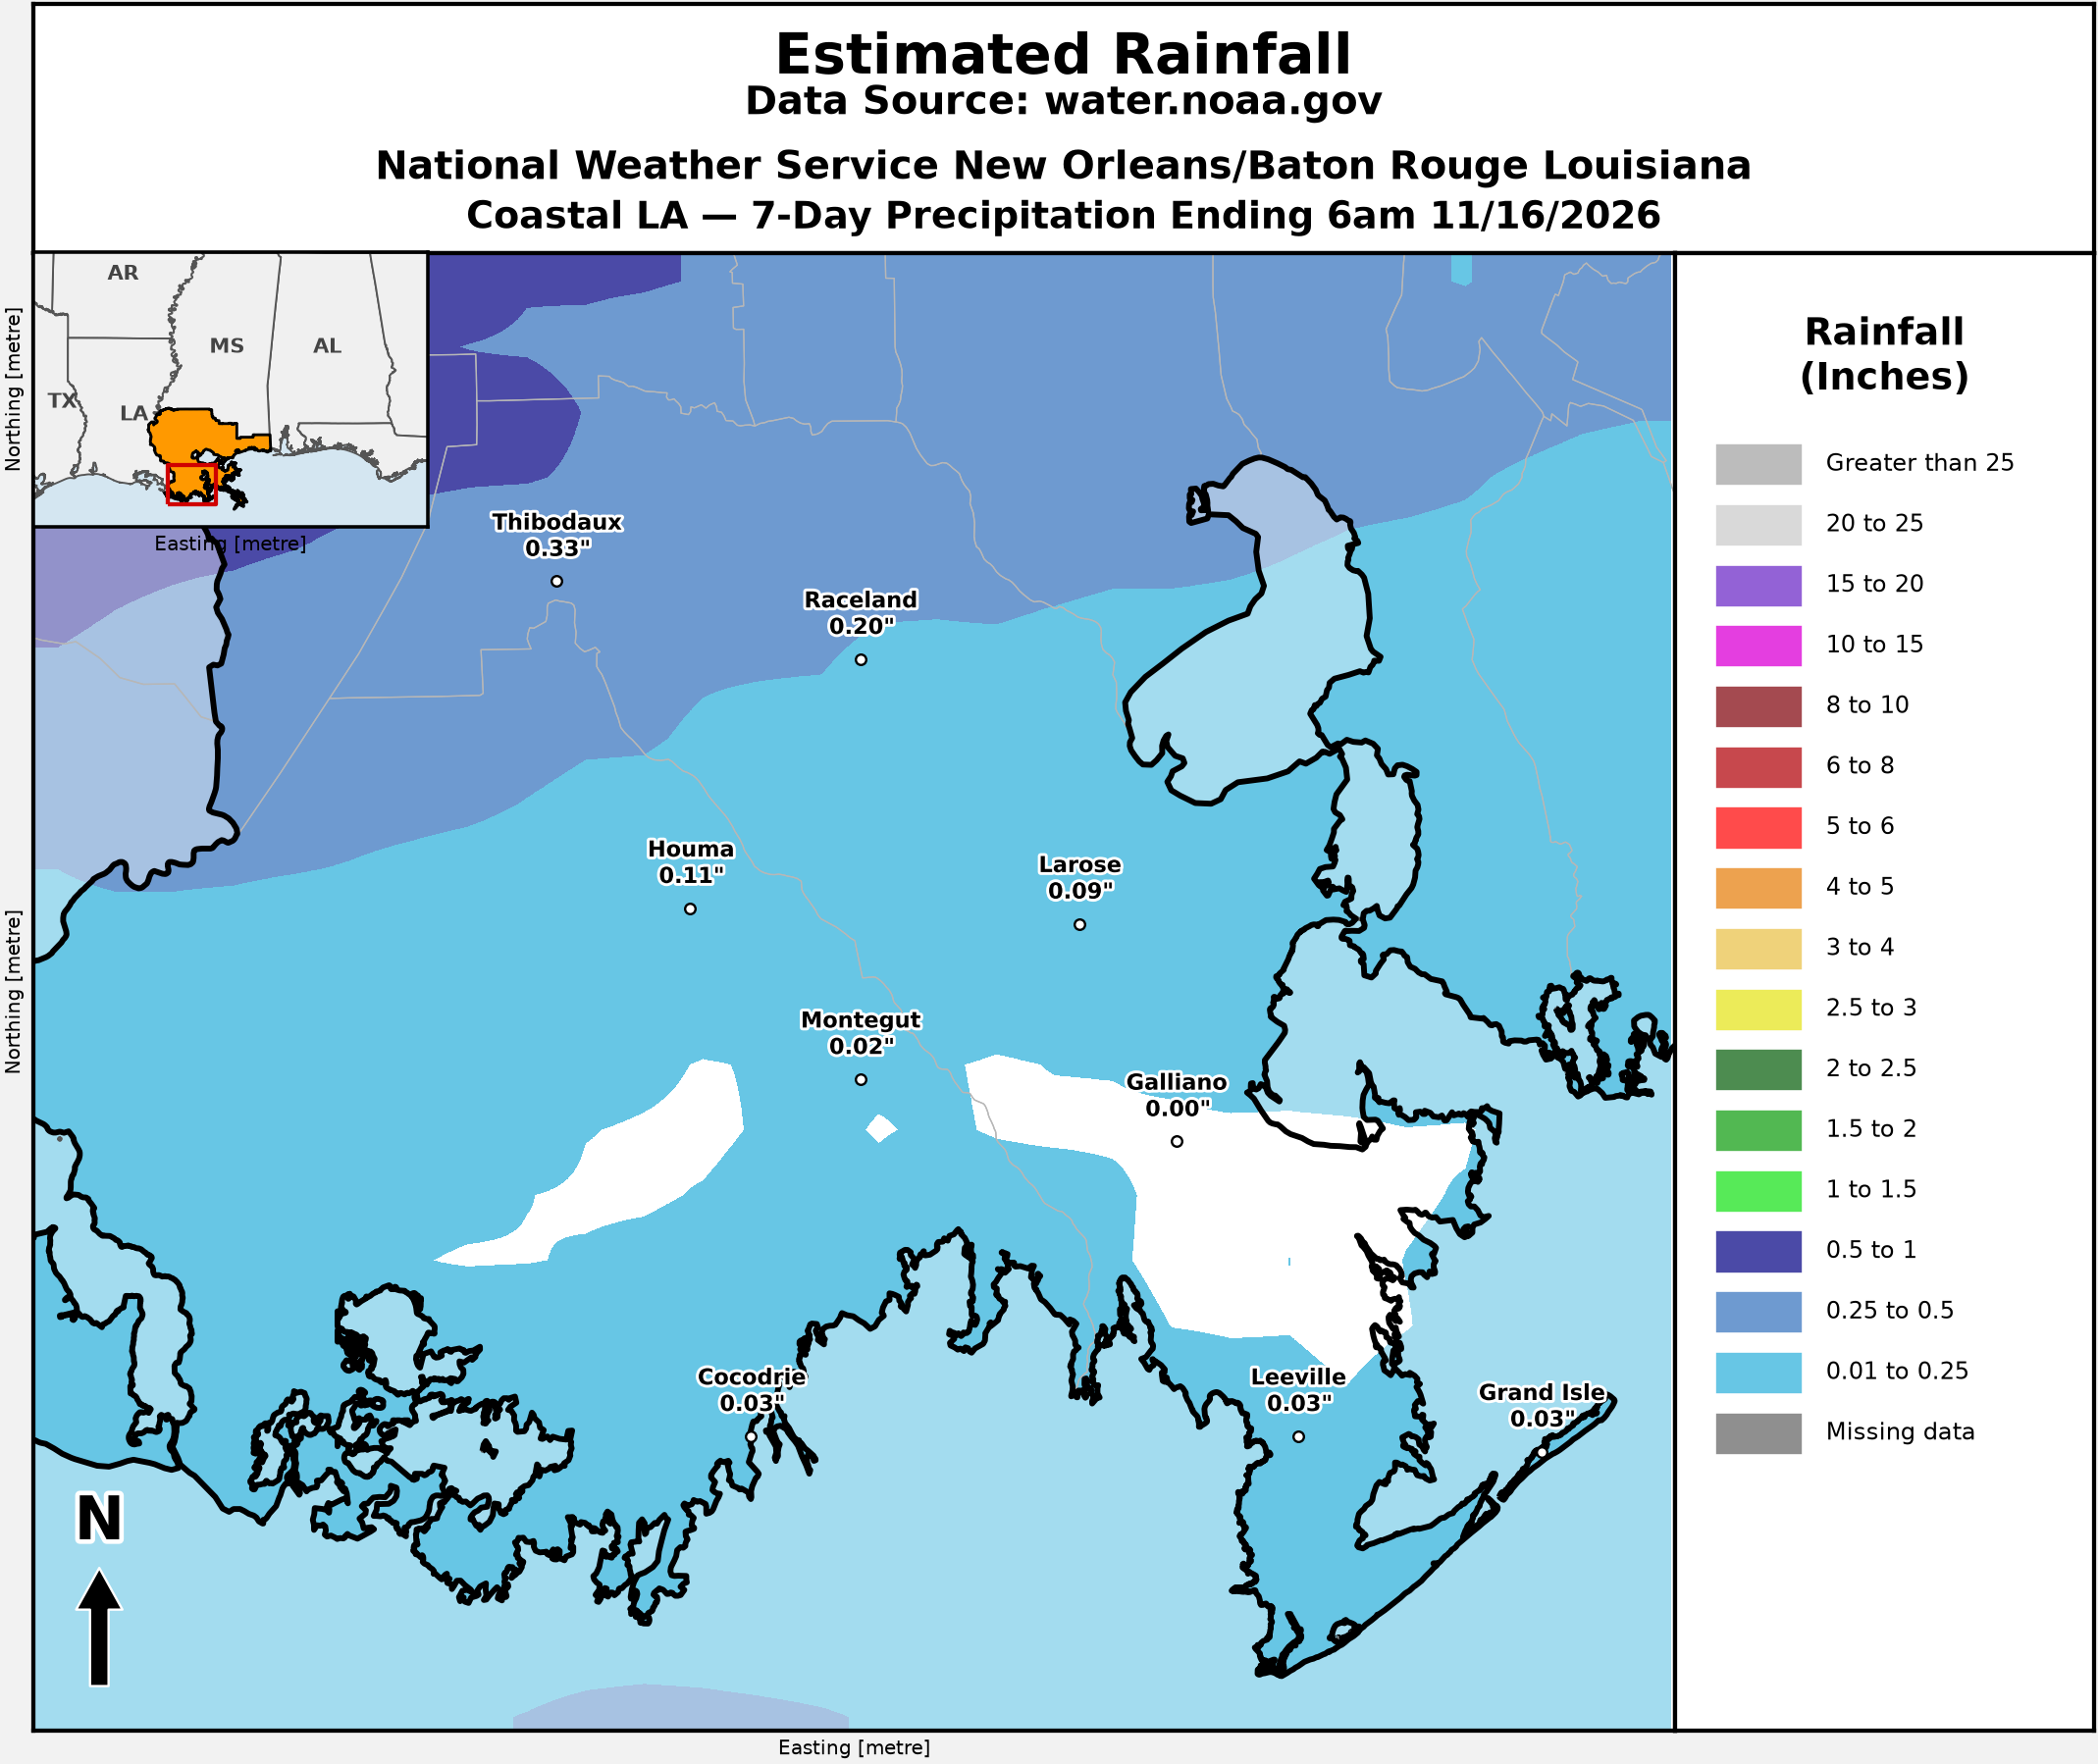 Estimated Rainfall
Data Source: water.noaa.gov
National Weather Service New Orleans/Baton Rouge Louisiana
Coastal LA — 7-Day Precipitation Ending 6am 11/16/2026
Northing [metre]
AR
MS
AL
TX
LA
Easting [metre]
Thibodaux
0.33"
Raceland
0.20"
Houma
0.11"
Larose
0.09"
Northing [metre]
Montegut
0.02"
Galliano
0.00"
Cocodrie
0.03"
Leeville
0.03"
Grand Isle
0.03"
N
Easting [metre]
Rainfall
(Inches)
Greater than 25
20 to 25
15 to 20
10 to 15
8 to 10
6 to 8
5 to 6
4 to 5
3 to 4
2.5 to 3
2 to 2.5
1.5 to 2
1 to 1.5
0.5 to 1
0.25 to 0.5
0.01 to 0.25
Missing data